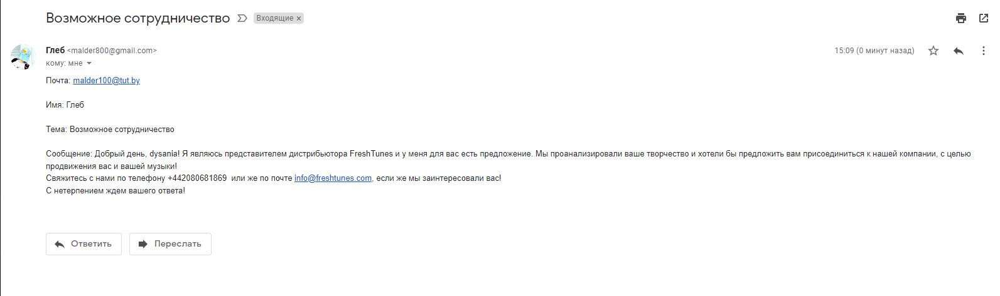 Возможное сотрудничество Входящие ×
Глеб <malder800@gmail.com> 15:09 (0 минут назад)
кому: мне
Почта: malder100@tut.by
Имя: Глеб
Тема: Возможное сотрудничество
Сообщение: Добрый день, dysania! Я являюсь представителем дистрибьютора FreshTunes и у меня для вас есть предложение. Мы проанализировали ваше творчество и хотели бы предложить вам присоединиться к нашей компании, с целью
продвижения вас и вашей музыки!
Свяжитесь с нами по телефону +442080681869 или же по почте info@freshtunes.com, если же мы заинтересовали вас!
С нетерпением ждем вашего ответа!
Ответить Переслать